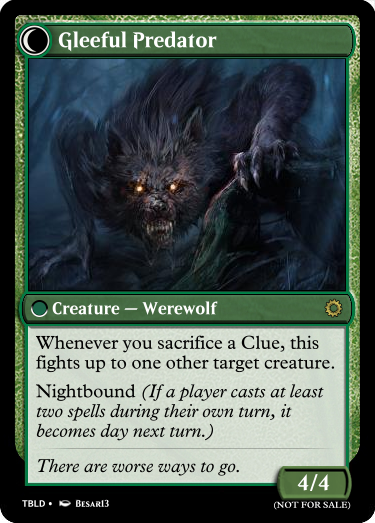 Gleeful Predator
Creature — Werewolf
Whenever you sacrifice a Clue, this
fights up to one other target creature.
Nightbound (If a player casts at least
two spells during their own turn, it
becomes day next turn.)
There are worse ways to go.
4/4
TBLD • Besari3
(NOT FOR SALE)